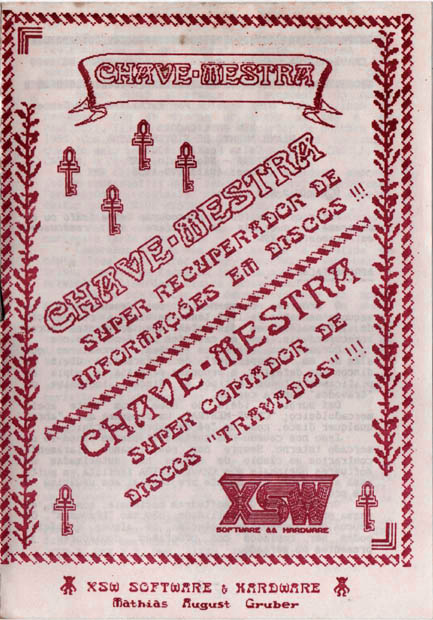 CHAVE-MESTRA
CHAVE-MESTRA
SUPER RECUPERADOR DE
INFORMAÇÕES EM DISCOS !!!
CHAVE-MESTRA
SUPER COPIADOR DE
DISCOS "TRAVADOS" !!!
XSW
SOFTWARE && HARDWARE
XSW SOFTWARE & HARDWARE
Mathias August Gruber